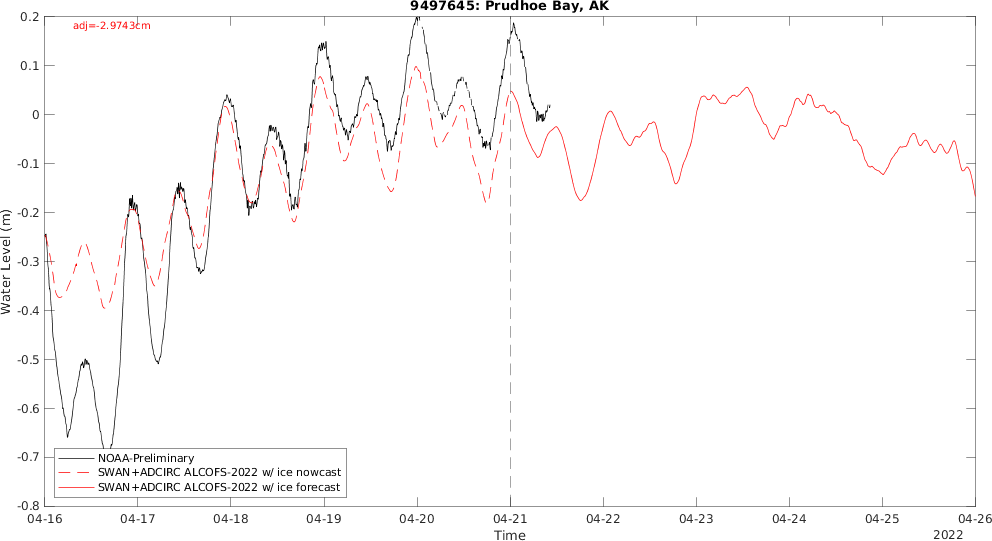 9497645: Prudhoe Bay, AK
adj=-2.9743cm
0.2
0.1
0
-0.1
-0.2
-0.3
-0.4
-0.5
-0.6
-0.7
-0.8
Water Level (m)
NOAA-Preliminary
SWAN+ADCIRC ALCOFS-2022 w/ ice nowcast
SWAN+ADCIRC ALCOFS-2022 w/ ice forecast
04-16 04-17 04-18 04-19 04-20 04-21 04-22 04-23 04-24 04-25 04-26
Time
2022